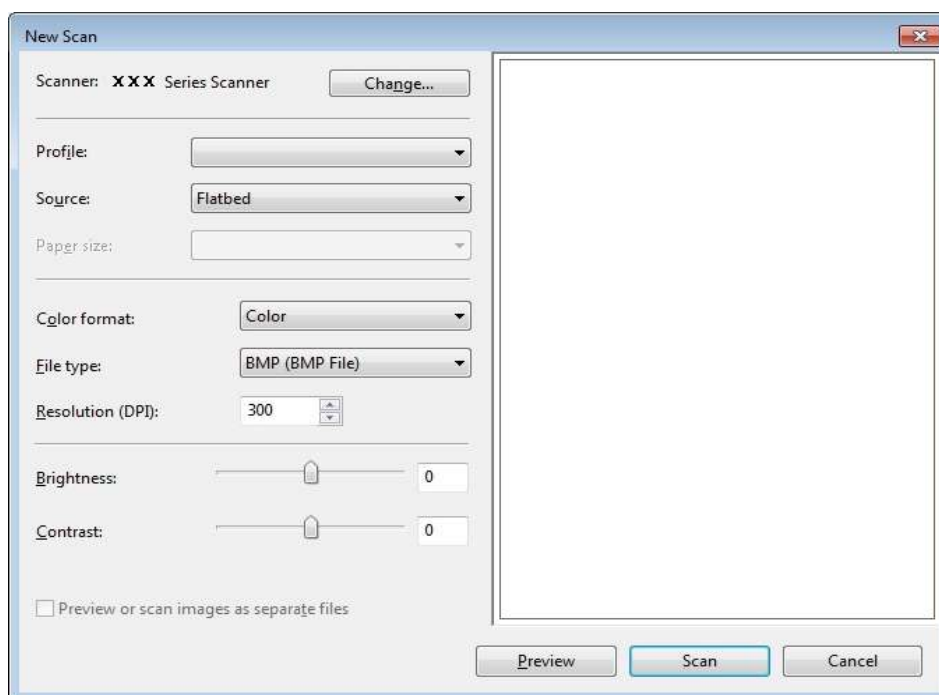 New Scan
Scanner: XXX Series Scanner
Change...
Profile:
Source: Flatbed
Paper size:
Color format: Color
File type: BMP (BMP File)
Resolution (DPI): 300
Brightness: 0
Contrast: 0
Preview or scan images as separate files
Preview Scan Cancel